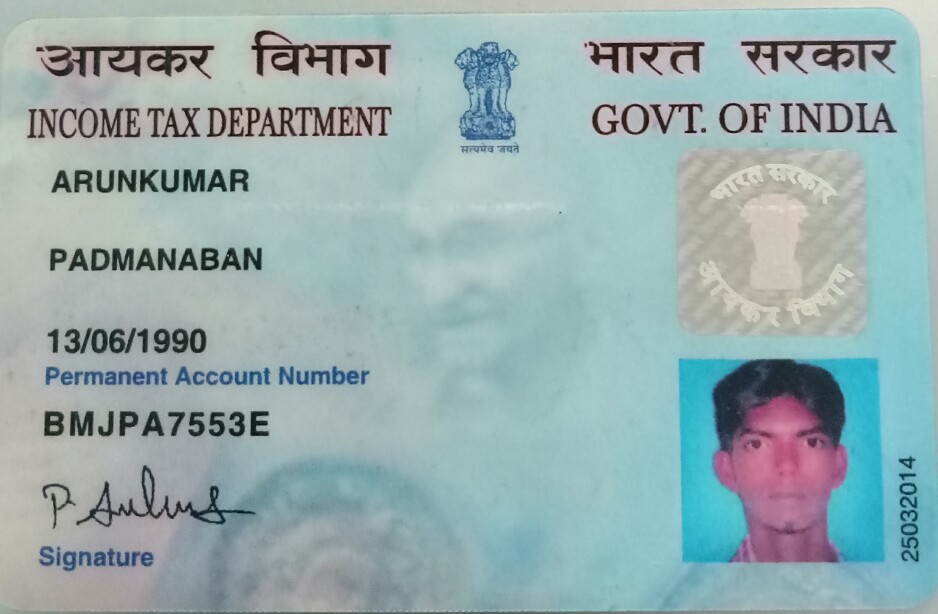 आयकर विभाग
INCOME TAX DEPARTMENT
सत्यमेव जयते
भारत सरकार
GOVT. OF INDIA
ARUNKUMAR
PADMANABAN
13/06/1990
Permanent Account Number
BMJPA7553E
Signature
भारत सरकार
आयकर विभाग
25032014